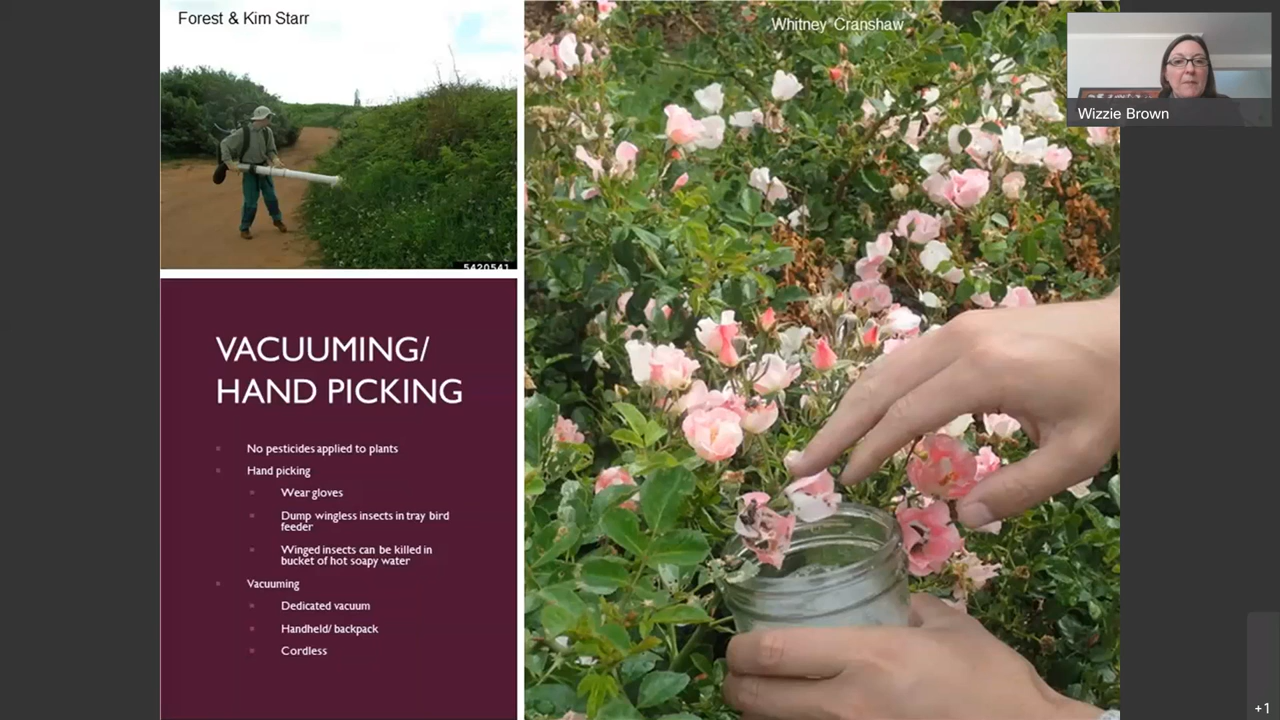 Forest & Kim Starr
5420541
Whitney Cranshaw
Wizzie Brown
VACUUMING/
HAND PICKING
No pesticides applied to plants
Hand picking
Wear gloves
Dump wingless insects in tray bird
feeder
Winged insects can be killed in
bucket of hot soapy water
Vacuuming
Dedicated vacuum
Handheld/ backpack
Cordless
+1